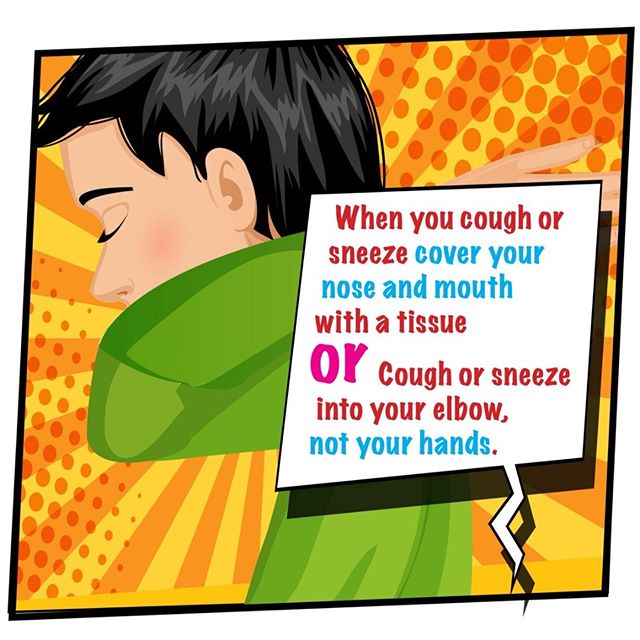 When you cough or
sneeze cover your
nose and mouth
with a tissue
or Cough or sneeze
into your elbow,
not your hands.